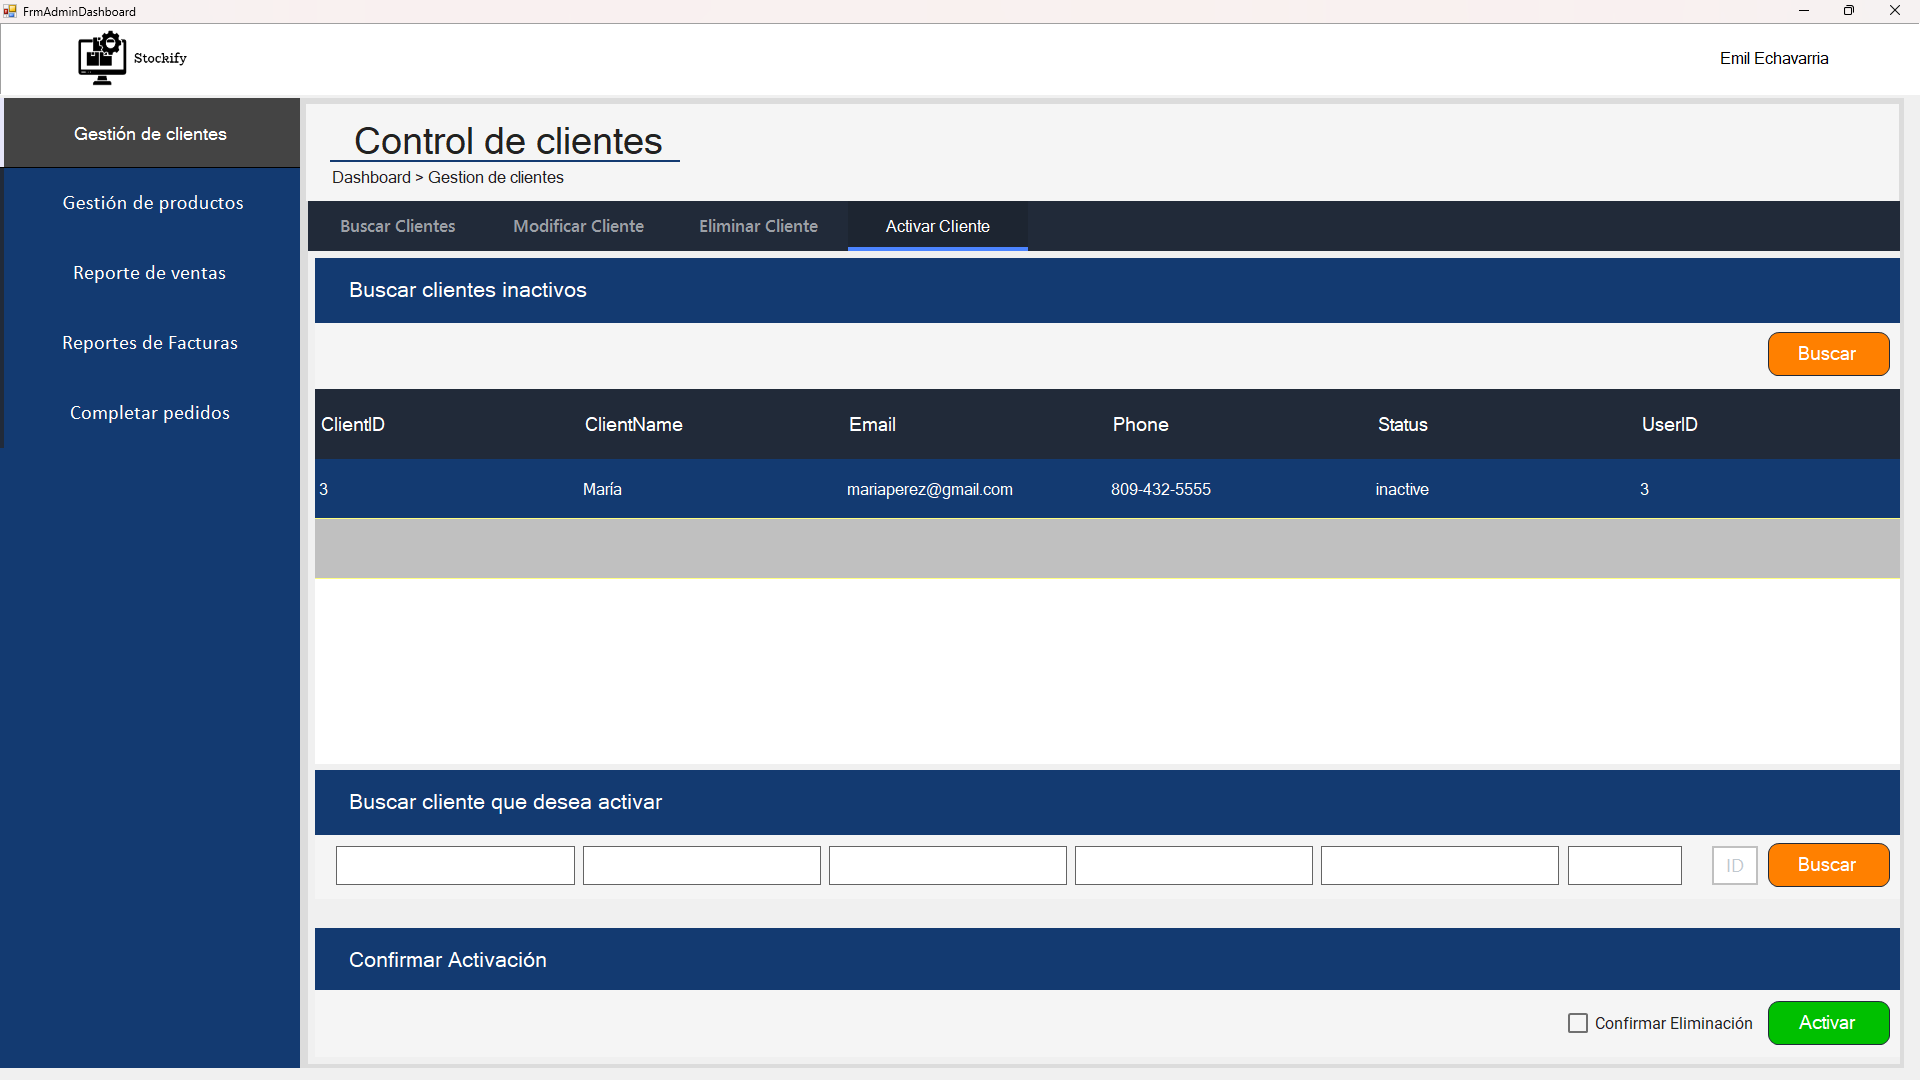 FrmAdminDashboard
Stockify
Emil Echavarria
Gestión de clientes
Gestión de productos
Reporte de ventas
Reportes de Facturas
Completar pedidos
Control de clientes
Dashboard > Gestion de clientes
Buscar Clientes Modificar Cliente Eliminar Cliente Activar Cliente
Buscar clientes inactivos
Buscar
ClientID ClientName Email Phone Status UserID
3 María mariaperez@gmail.com 809-432-5555 inactive 3
Buscar cliente que desea activar
ID Buscar
Confirmar Activación
Confirmar Eliminación Activar